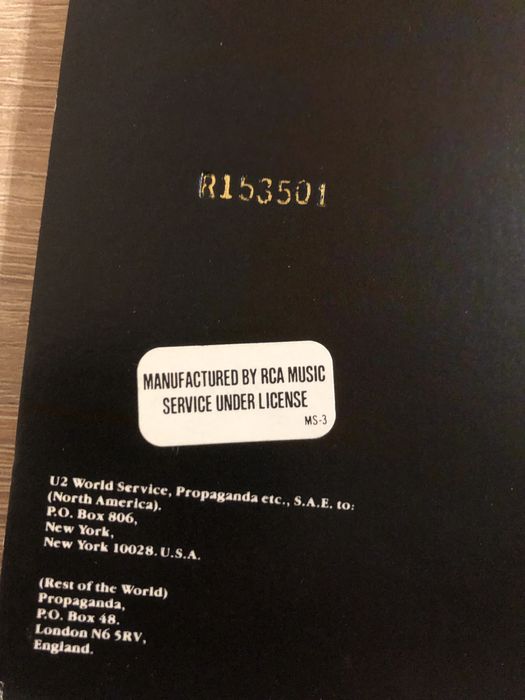 R153501
MANUFACTURED BY RCA MUSIC
SERVICE UNDER LICENSE
MS-3
U2 World Service, Propaganda etc., S.A.E. to:
(North America).
P.O. Box 806,
New York,
New York 10028. U.S.A.
(Rest of the World)
Propaganda,
P.O. Box 48.
London N6 5RV,
England.